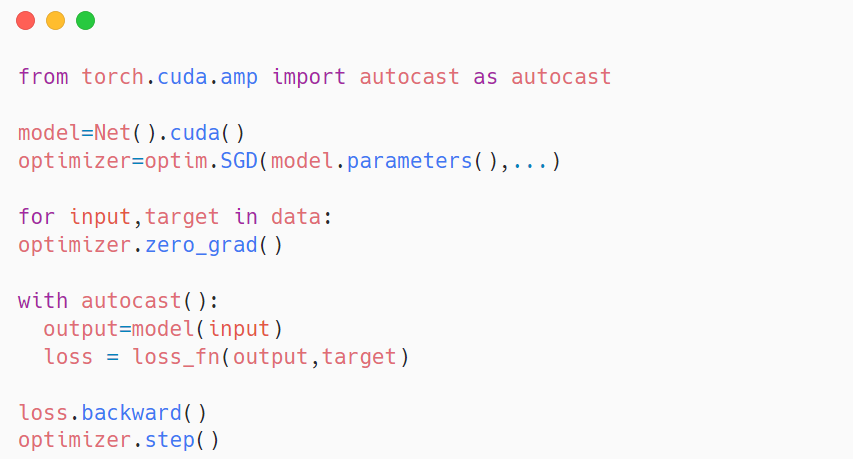 from torch.cuda.amp import autocast as autocast
model=Net().cuda()
optimizer=optim.SGD(model.parameters(),...)
for input,target in data:
optimizer.zero_grad()
with autocast():
  output=model(input)
  loss = loss_fn(output,target)
loss.backward()
optimizer.step()